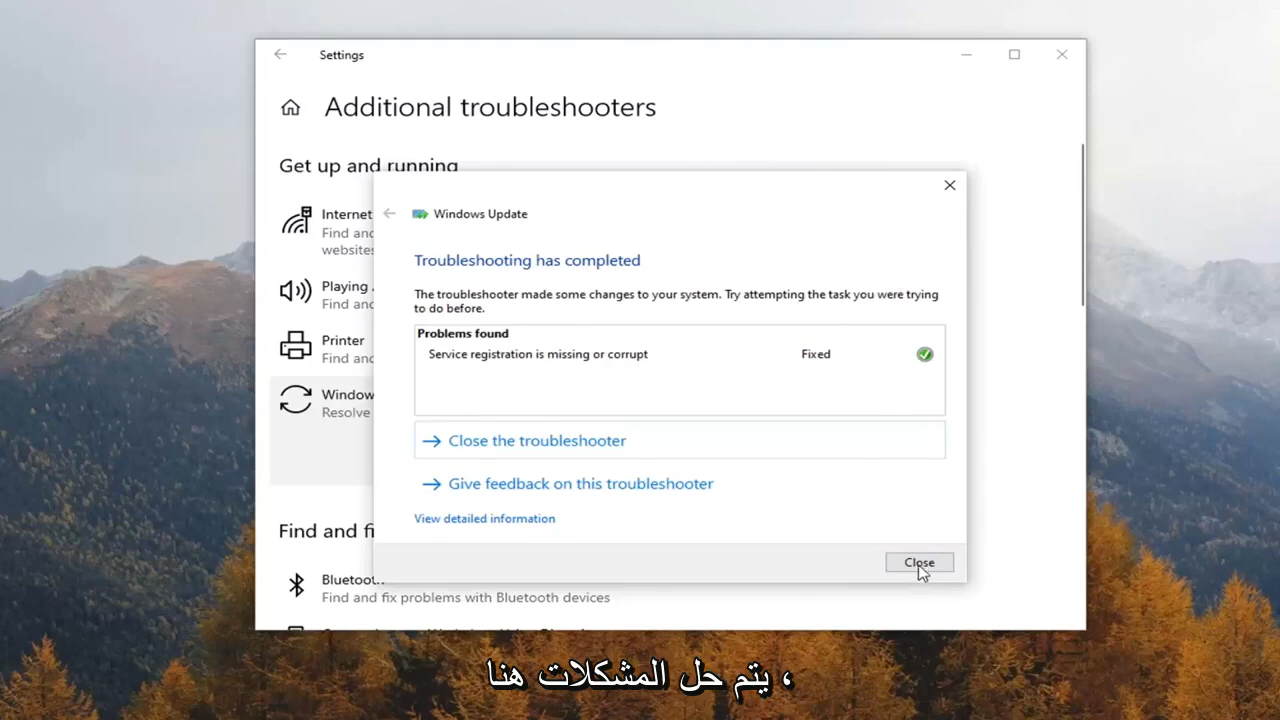 Settings
Additional troubleshooters
Get up and running
Internet
Find and
websites
Playing
Find and
Printer
Find and
Window
Resolve
Find and fi
Bluetooth
Find and fix problems with Bluetooth devices
Windows Update
Troubleshooting has completed
The troubleshooter made some changes to your system. Try attempting the task you were trying
to do before.
Problems found
Service registration is missing or corrupt Fixed
Close the troubleshooter
Give feedback on this troubleshooter
View detailed information
Close
، يتم حل المشكلات هنا